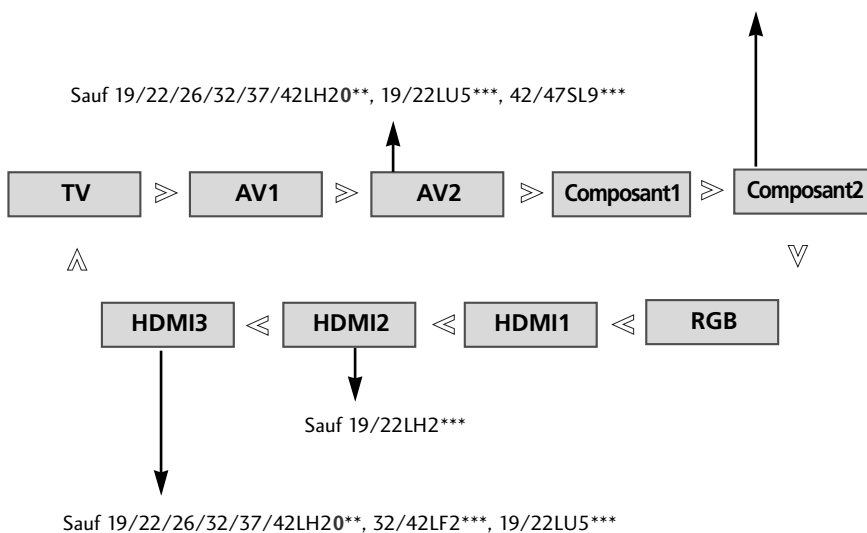 Sauf 19/22/26/32/37/42LH20**, 19/22LU5***, 42/47SL9***
TV AV1 AV2 Composant1 Composant2
HDMI3 HDMI2 HDMI1 RGB
Sauf 19/22LH2***
Sauf 19/22/26/32/37/42LH20**, 32/42LF2***, 19/22LU5***